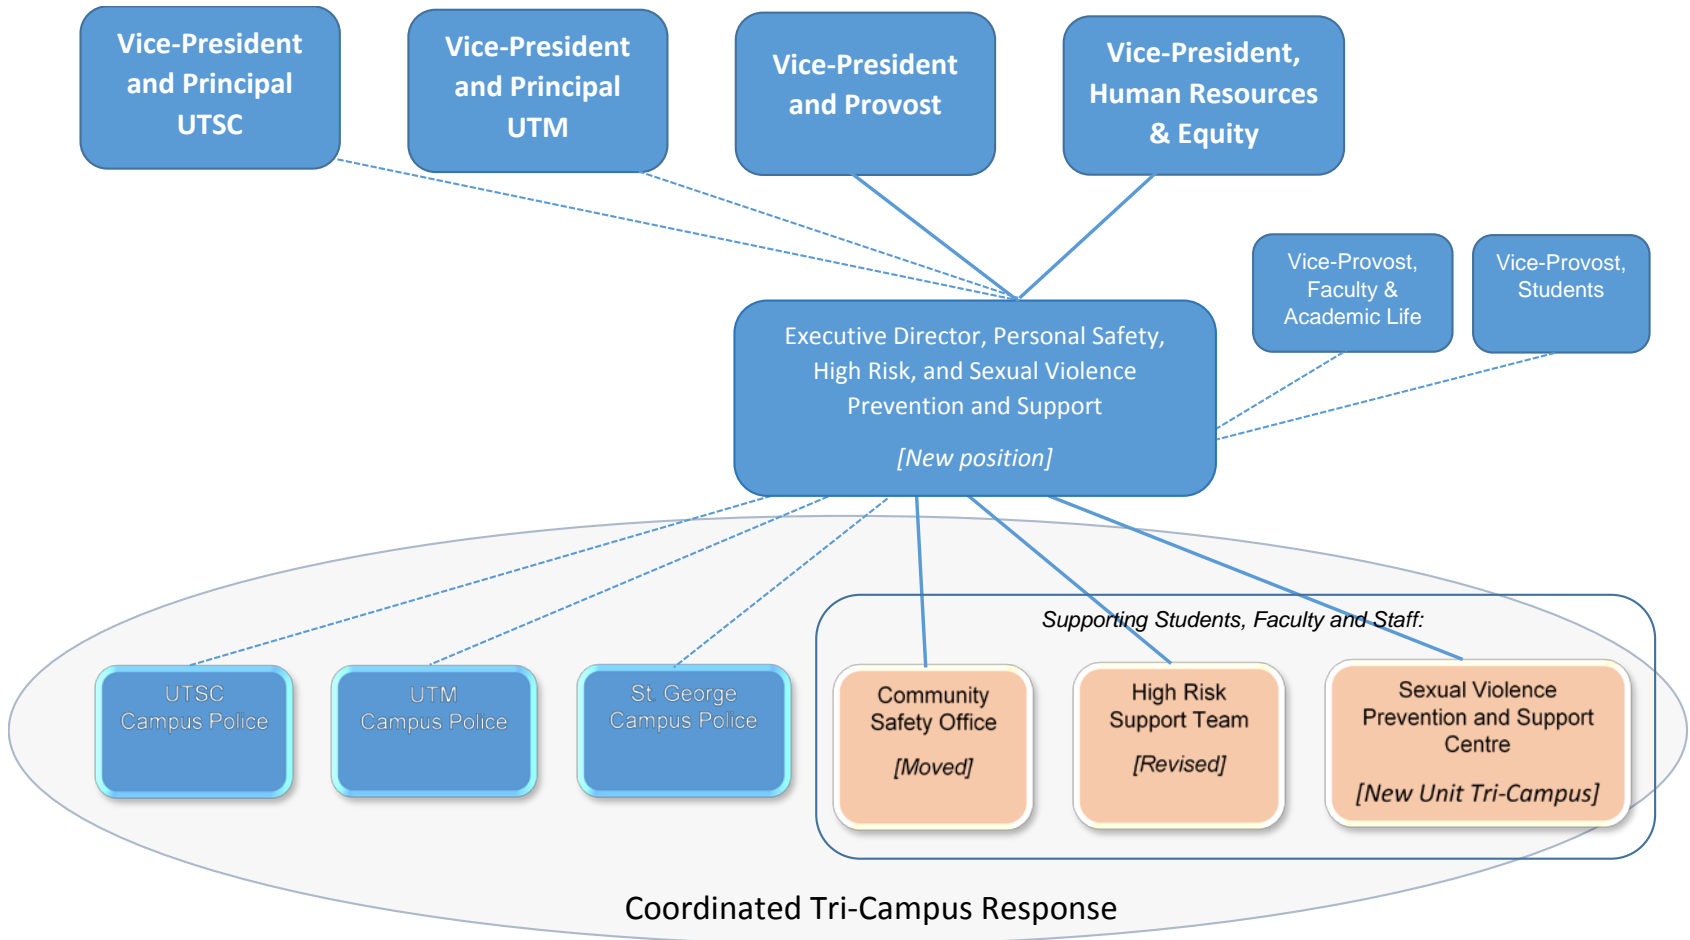 Vice-President
and Principal
UTSC
Vice-President
and Principal
UTM
Vice-President
and Provost
Vice-President,
Human Resources
& Equity
Vice-Provost,
Faculty &
Academic Life
Vice-Provost,
Students
Executive Director, Personal Safety,
High Risk, and Sexual Violence
Prevention and Support
[New position]
Supporting Students, Faculty and Staff:
UTSC
Campus Police
UTM
Campus Police
St. George
Campus Police
Community
Safety Office
[Moved]
High Risk
Support Team
[Revised]
Sexual Violence
Prevention and Support
Centre
[New Unit Tri-Campus]
Coordinated Tri-Campus Response